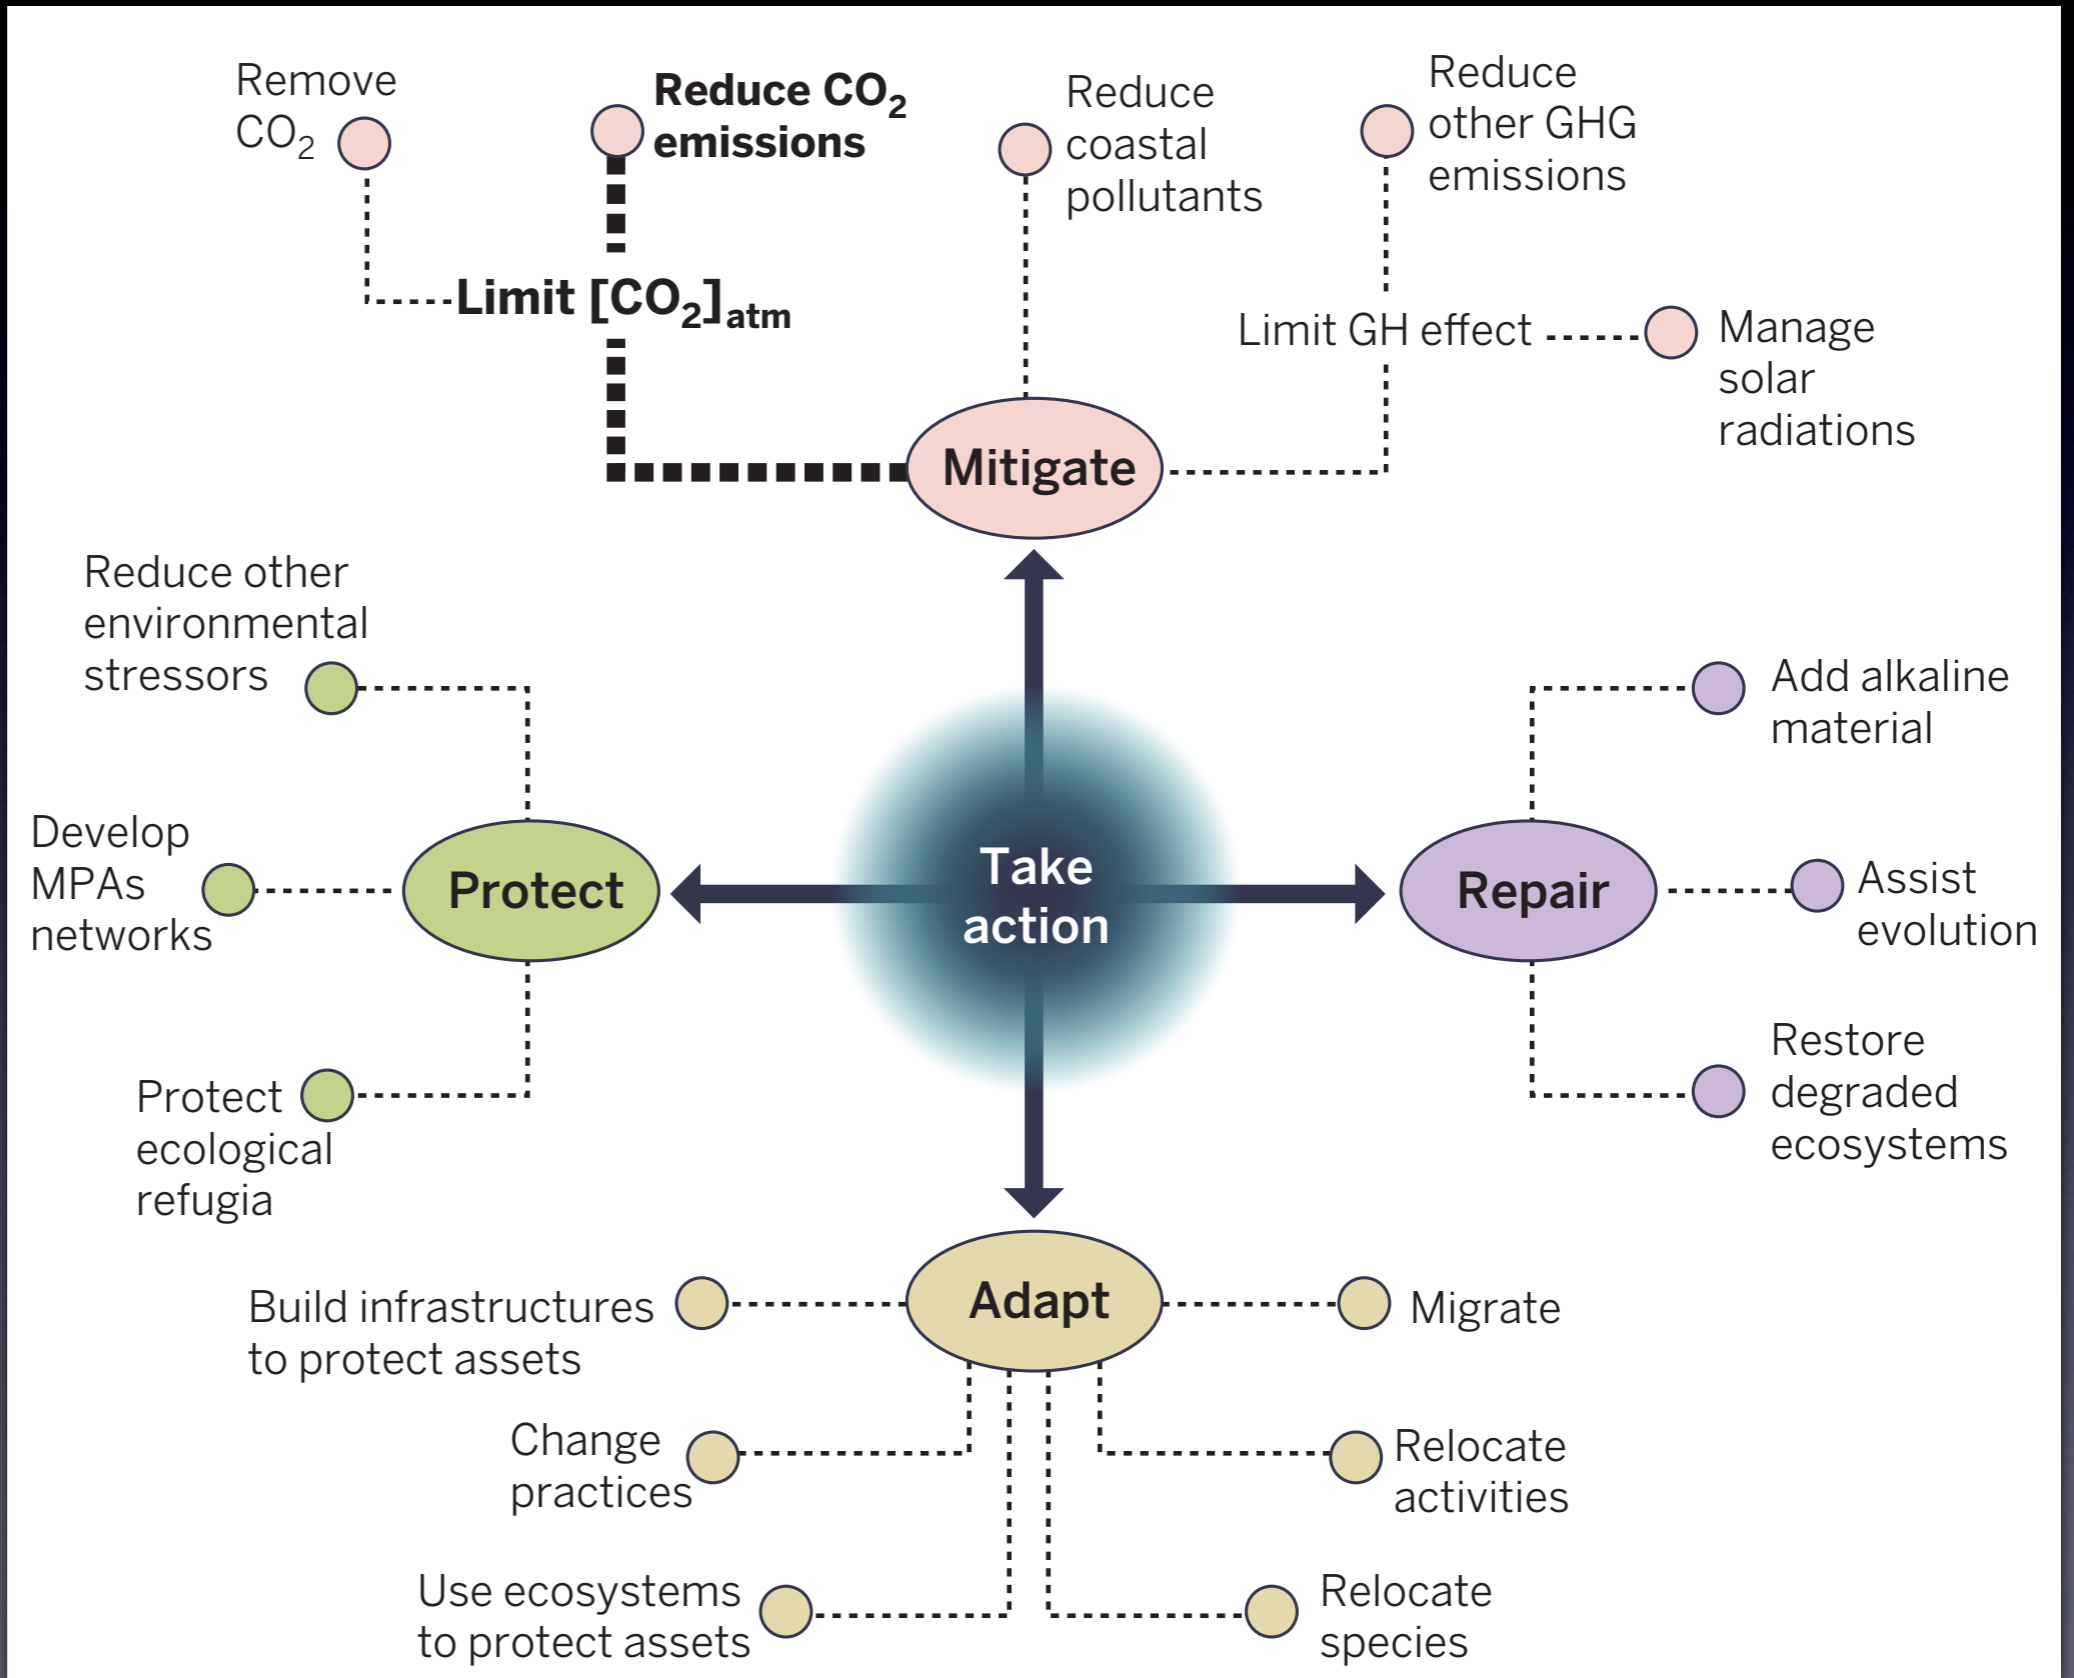 Remove
CO₂
Reduce CO₂
emissions
Reduce
coastal
pollutants
Reduce
other GHG
emissions
Limit [CO₂]atm
Limit GH effect
Manage
solar
radiations
Mitigate
Reduce other
environmental
stressors
Develop
MPAs
networks
Protect
Protect
ecological
refugia
Take
action
Repair
Add alkaline
material
Assist
evolution
Restore
degraded
ecosystems
Adapt
Build infrastructures
to protect assets
Change
practices
Use ecosystems
to protect assets
Migrate
Relocate
activities
Relocate
species